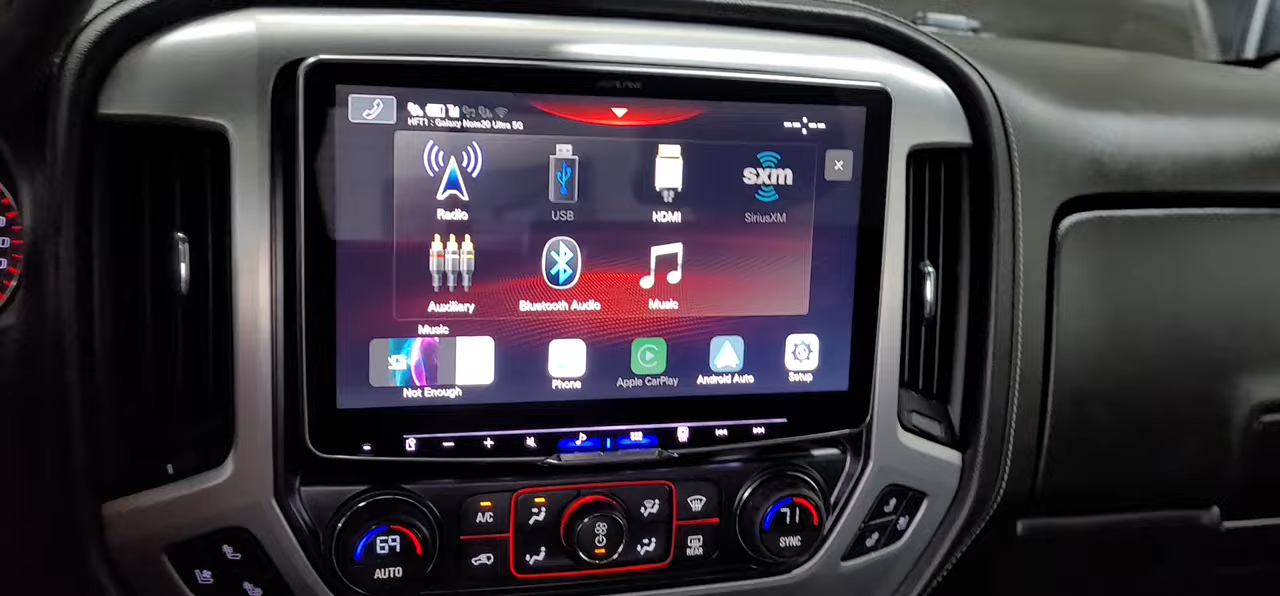 ALPINE
HFT1 : Galaxy Note20 Ultra 5G
--:--
Radio
USB
HDMI
sxm
SiriusXM
Auxiliary
Bluetooth Audio
Music
Music
Not Enough
Phone
Apple CarPlay
Android Auto
Setup
A/C
69
AUTO
REAR
71
SYNC